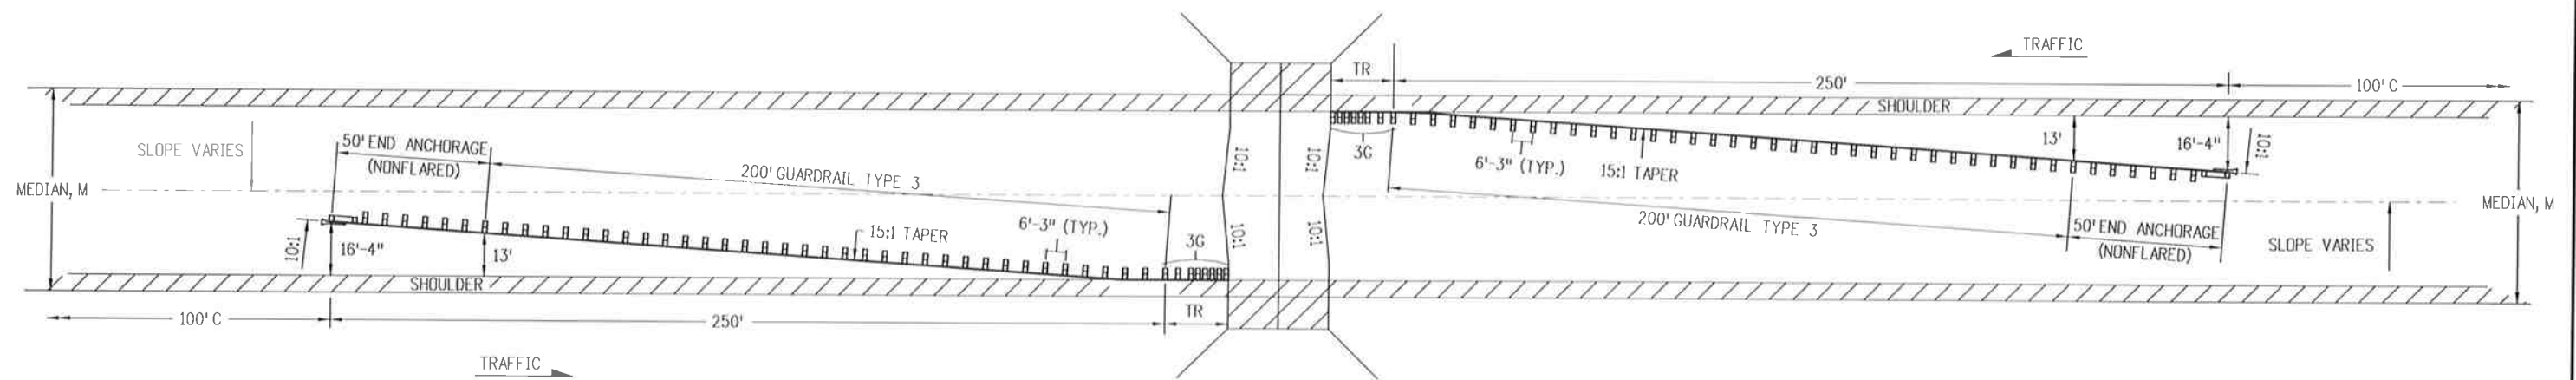 TRAFFIC
TR
250'
100' C
SHOULDER
50' END ANCHORAGE
(NONFLARED)
SLOPE VARIES
200' GUARDRAIL TYPE 3
MEDIAN, M
10:1
16'-4"
13'
15:1 TAPER
6'-3" (TYP.)
3G
10:1
10:1
10:1
10:1
3G
6'-3" (TYP.)
15:1 TAPER
13'
16'-4"
10:1
200' GUARDRAIL TYPE 3
50' END ANCHORAGE
(NONFLARED)
SLOPE VARIES
MEDIAN, M
SHOULDER
100' C
250'
TR
TRAFFIC